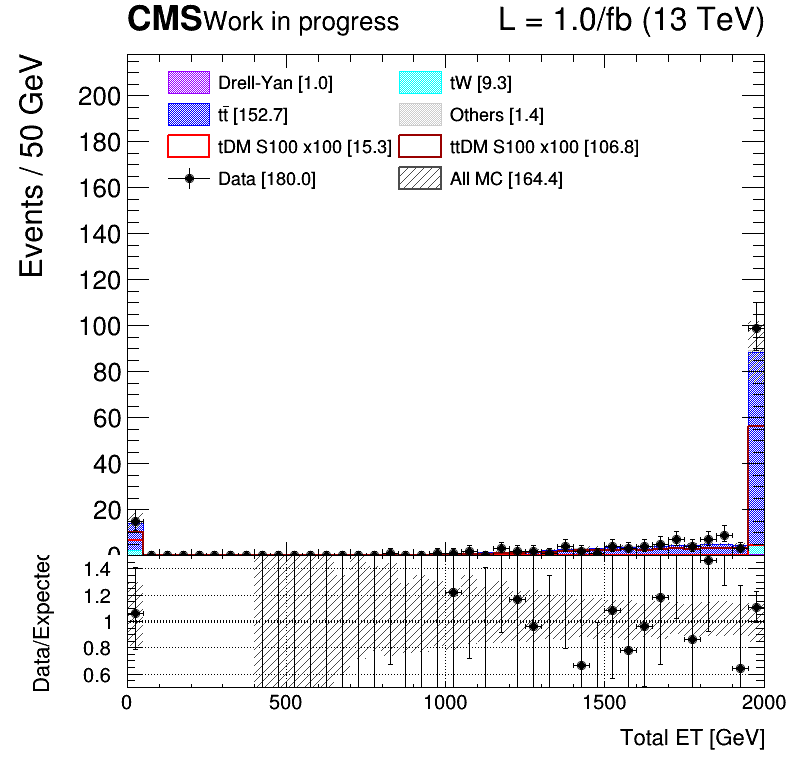 CMS Work in progress L = 1.0/fb (13 TeV)
Events / 50 GeV
200
180
160
140
120
100
80
60
40
20
0
Drell-Yan [1.0] tW [9.3]
tt̄ [152.7] Others [1.4]
tDM S100 x100 [15.3] ttDM S100 x100 [106.8]
Data [180.0] All MC [164.4]
Data/Expected
1.4
1.2
1
0.8
0.6
0 500 1000 1500 2000
Total ET [GeV]